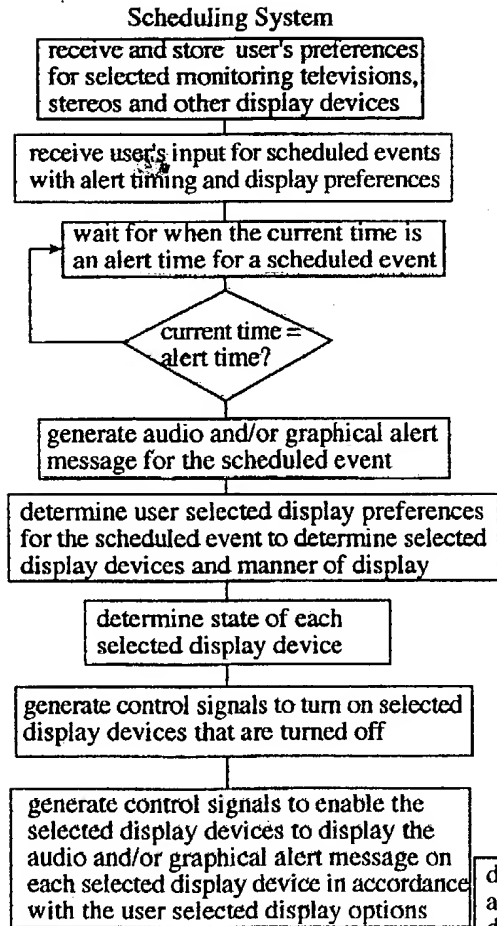 Scheduling System
receive and store user's preferences
for selected monitoring televisions,
stereos and other display devices
receive user's input for scheduled events
with alert timing and display preferences
wait for when the current time is
an alert time for a scheduled event
current time =
alert time?
generate audio and/or graphical alert
message for the scheduled event
determine user selected display preferences
for the scheduled event to determine selected
display devices and manner of display
determine state of each
selected display device
generate control signals to turn on selected
display devices that are turned off
generate control signals to enable the
selected display devices to display the
audio and/or graphical alert message on
each selected display device in accordance
with the user selected display options